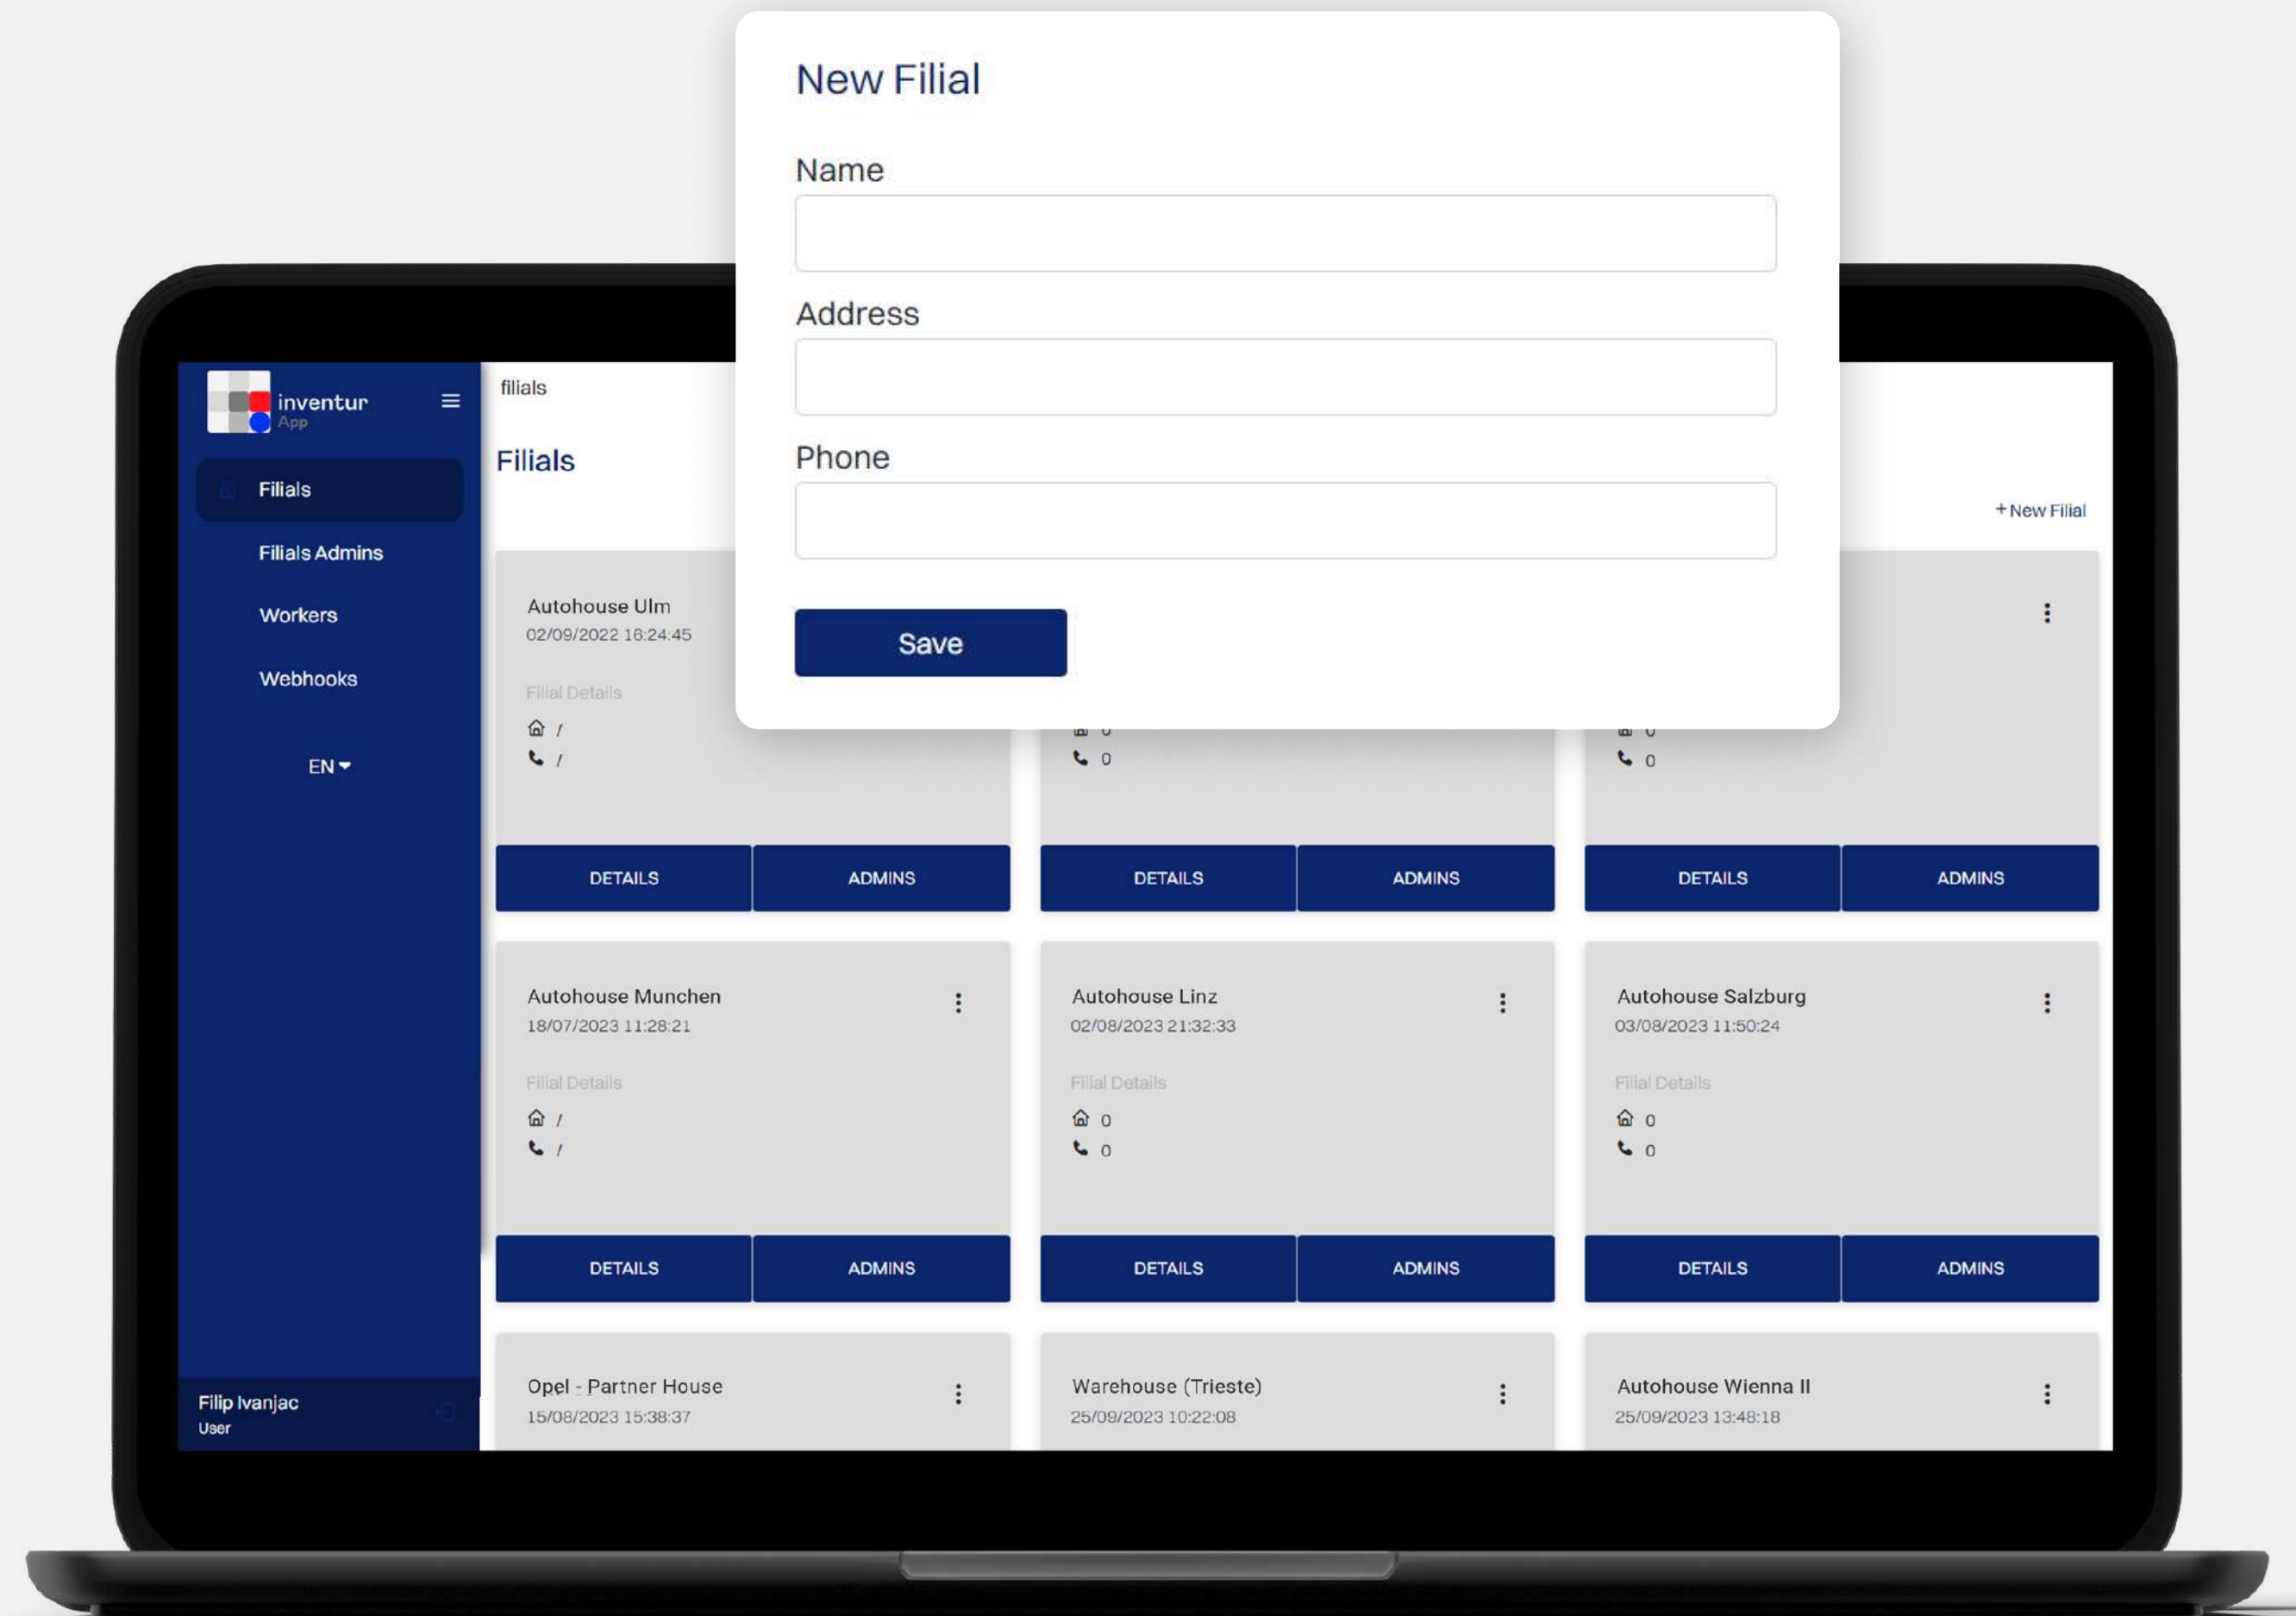 New Filial
Name
Address
Phone
Save
inventur
App
Filials
Filials Admins
Workers
Webhooks
EN
Filip Ivanjac
User
filials
Filials
+ New Filial
Autohouse Ulm
02/09/2022 16:24:45
Filial Details
/
/
0
0
0
0
DETAILS ADMINS DETAILS ADMINS DETAILS ADMINS
Autohouse Munchen
18/07/2023 11:28:21
Filial Details
/
/
Autohouse Linz
02/08/2023 21:32:33
Filial Details
0
0
Autohouse Salzburg
03/08/2023 11:50:24
Filial Details
0
0
DETAILS ADMINS DETAILS ADMINS DETAILS ADMINS
Opel - Partner House
15/08/2023 15:38:37
Warehouse (Trieste)
25/09/2023 10:22:08
Autohouse Wienna II
25/09/2023 13:48:18